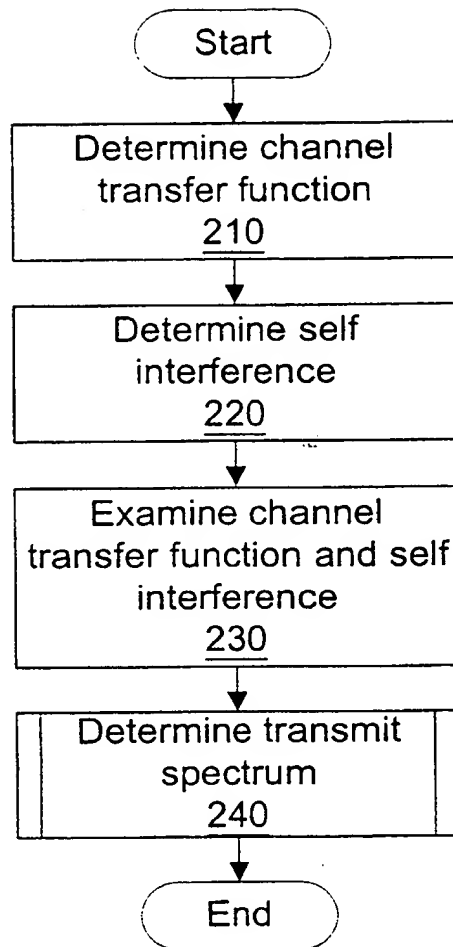 Start
Determine channel
transfer function
210
Determine self
interference
220
Examine channel
transfer function and self
interference
230
Determine transmit
spectrum
240
End